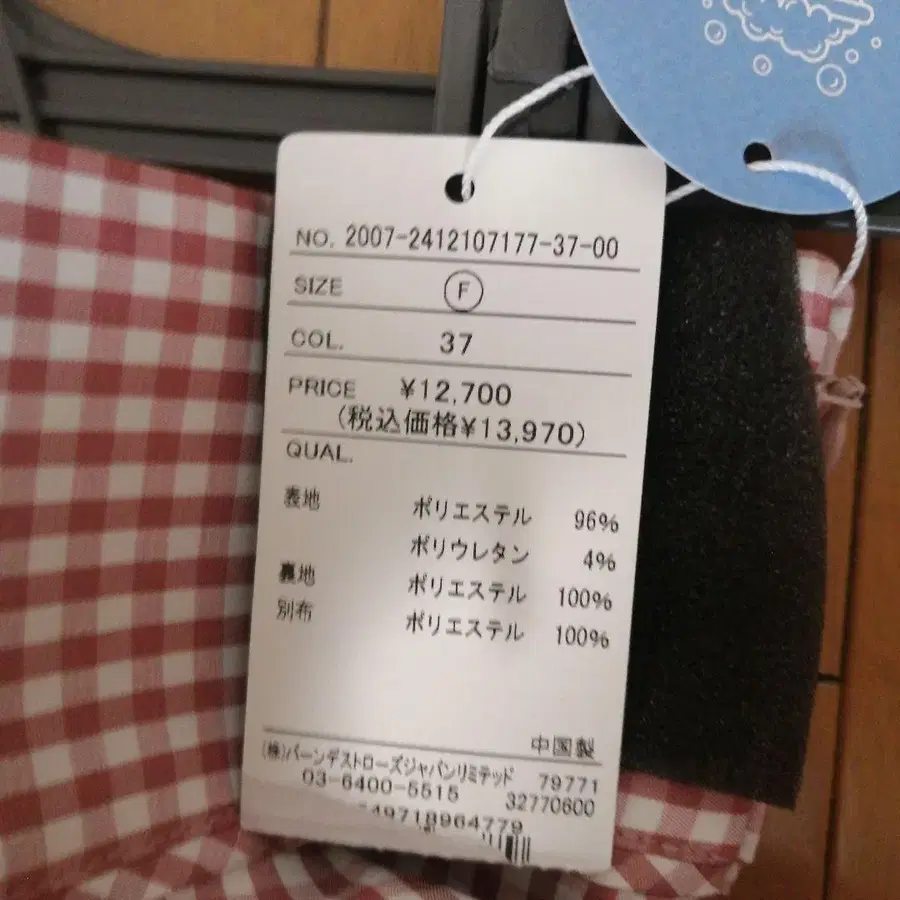 NO. 2007-2412107177-37-00
SIZE F
COL. 37
PRICE ¥12,700
(税込価格¥13,970)
QUAL.
表地 ポリエステル 96%
ポリウレタン 4%
裏地 ポリエステル 100%
別布 ポリエステル 100%
中国製
(株)バーンデストローズジャパンリミテッド 79771
03-6400-5515 32770600
49718964779